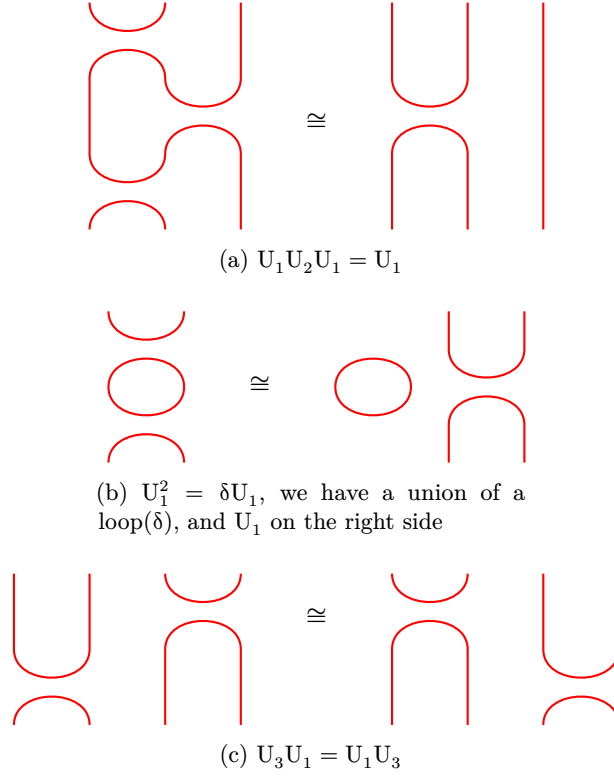 ≅
(a) U₁U₂U₁ = U₁
≅
(b) U₁² = δU₁, we have a union of a
loop(δ), and U₁ on the right side
≅
(c) U₃U₁ = U₁U₃